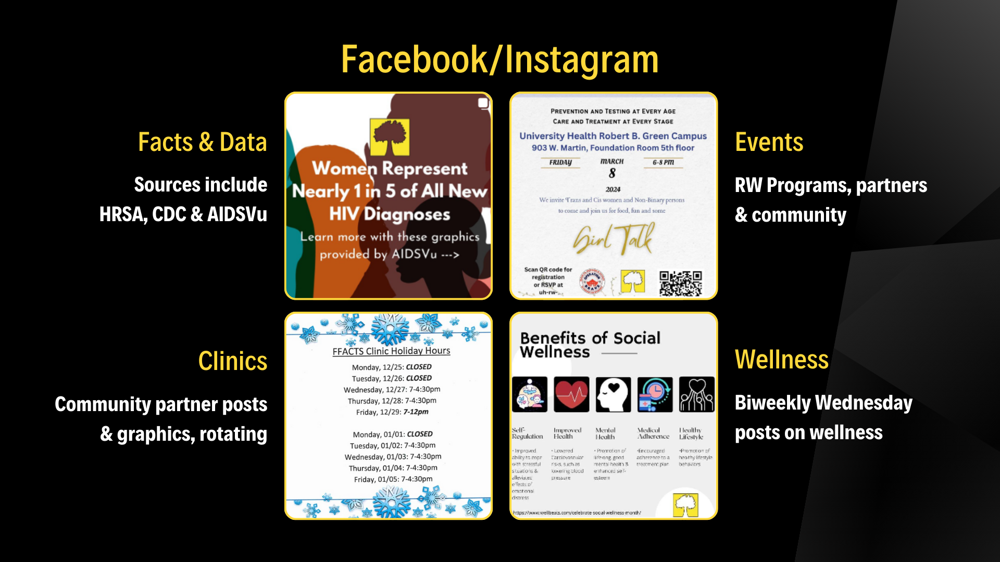 Facebook/Instagram
Facts & Data
Sources include
HRSA, CDC & AIDSVu
Women Represent
Nearly 1 in 5 of All New
HIV Diagnoses
Learn more with these graphics
provided by AIDSVu --->
PREVENTION AND TESTING AT EVERY AGE
CARE AND TREATMENT AT EVERY STAGE
University Health Robert B. Green Campus
903 W. Martin, Foundation Room 5th floor
FRIDAY MARCH 6-8 PM
8
2024
We invite Trans and Cis women and Non-Binary persons
to come and join us for food, fun and some
Girl Talk
Scan QR code for
registration
or RSVP at
uh-rw-
OPERATION
BRAVE
Events
RW Programs, partners
& community
Clinics
Community partner posts
& graphics, rotating
FFACTS Clinic Holiday Hours
Monday, 12/25: CLOSED
Tuesday, 12/26: CLOSED
Wednesday, 12/27: 7-4:30pm
Thursday, 12/28: 7-4:30pm
Friday, 12/29: 7-12pm
Monday, 01/01: CLOSED
Tuesday, 01/02: 7-4:30pm
Wednesday, 01/03: 7-4:30pm
Thursday, 01/04: 7-4:30pm
Friday, 01/05: 7-4:30pm
Benefits of Social
Wellness
Self-
Regulation
• Improved
ability to cope
with stressful
situations &
alleviated
effects of
emotional
distress
Improved
Health
• Lowered
Cardiovascular
risks, such as
lowering blood
pressure
Mental
Health
• Promotion of
lifelong good
mental health &
enhanced self-
esteem
Medical
Adherence
•Encouraged
adherence to a
treatment plan
Healthy
Lifestyle
•Promotion of
healthy lifestyle
behaviors
https://www.wellbeats.com/celebrate-social-wellness-month/
Wellness
Biweekly Wednesday
posts on wellness